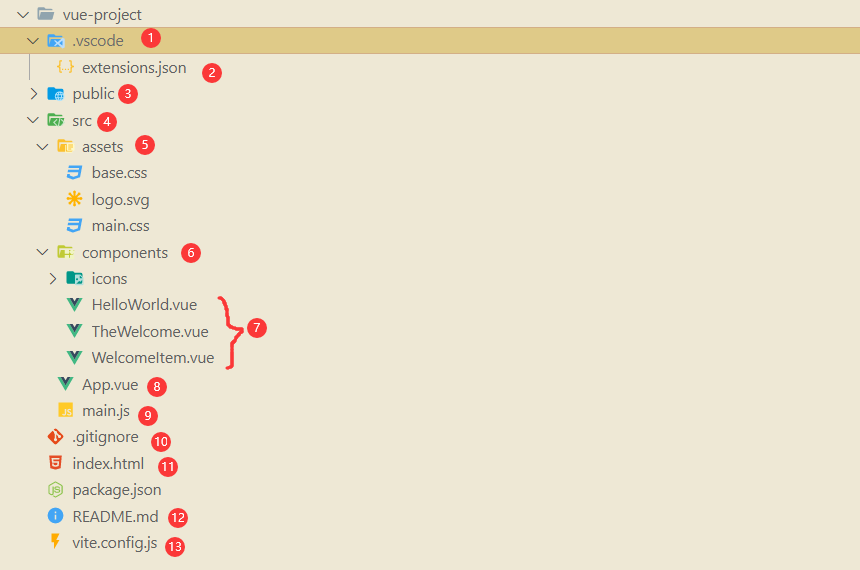 vue-project
.vscode 1
extensions.json 2
public 3
src 4
assets 5
base.css
logo.svg
main.css
components 6
icons
HelloWorld.vue
TheWelcome.vue 7
WelcomeItem.vue
App.vue 8
main.js 9
.gitignore 10
index.html 11
package.json
README.md 12
vite.config.js 13